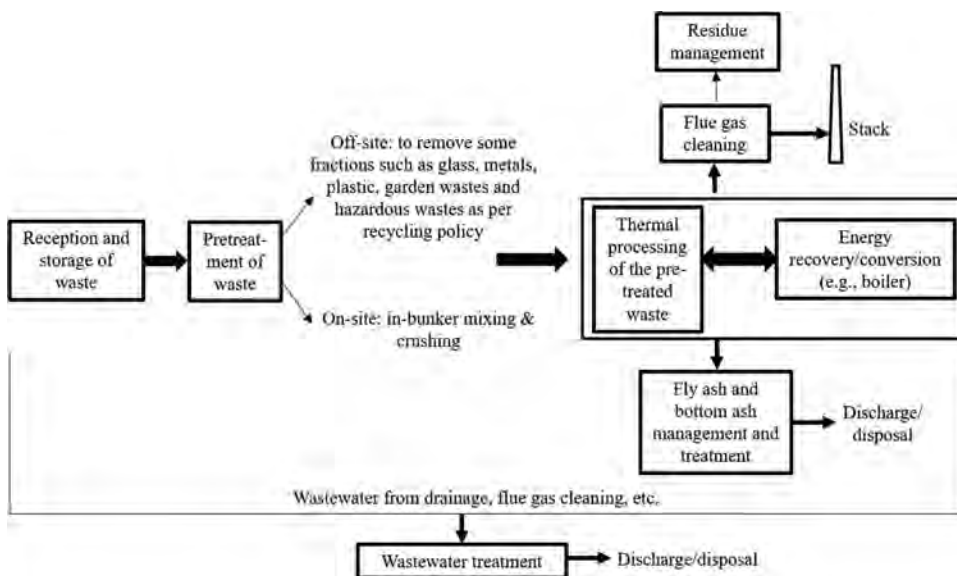 Residue
management
Flue gas
cleaning
Stack
Off-site: to remove some
fractions such as glass, metals,
plastic, garden wastes and
hazardous wastes as per
recycling policy
Reception and
storage of
waste
Pretreat-
ment of
waste
Thermal
processing
of the pre-
treated
waste
Energy
recovery/conversion
(e.g., boiler)
On-site: in-bunker mixing &
crushing
Fly ash and
bottom ash
management and
treatment
Discharge/
disposal
Wastewater from drainage, flue gas cleaning, etc.
Wastewater treatment
Discharge/disposal